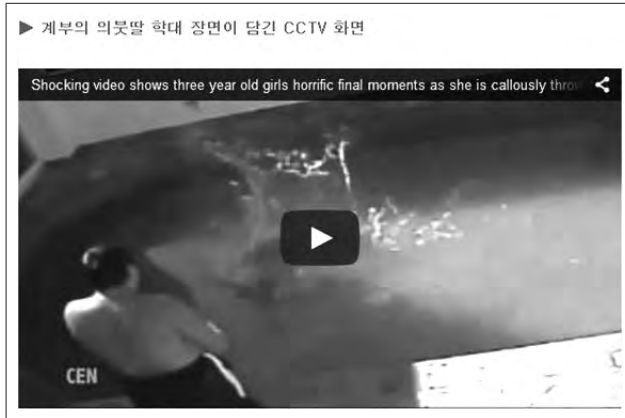 ▶ 계부의 의붓딸 학대 장면이 담긴 CCTV 화면
Shocking video shows three year old girls horrific final moments as she is callously throw
CEN